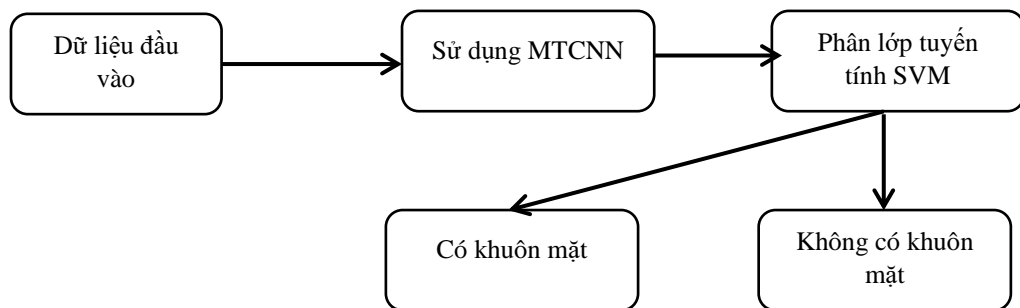 Dữ liệu đầu
vào
Sử dụng MTCNN
Phân lớp tuyến
tính SVM
Có khuôn mặt
Không có khuôn
mặt